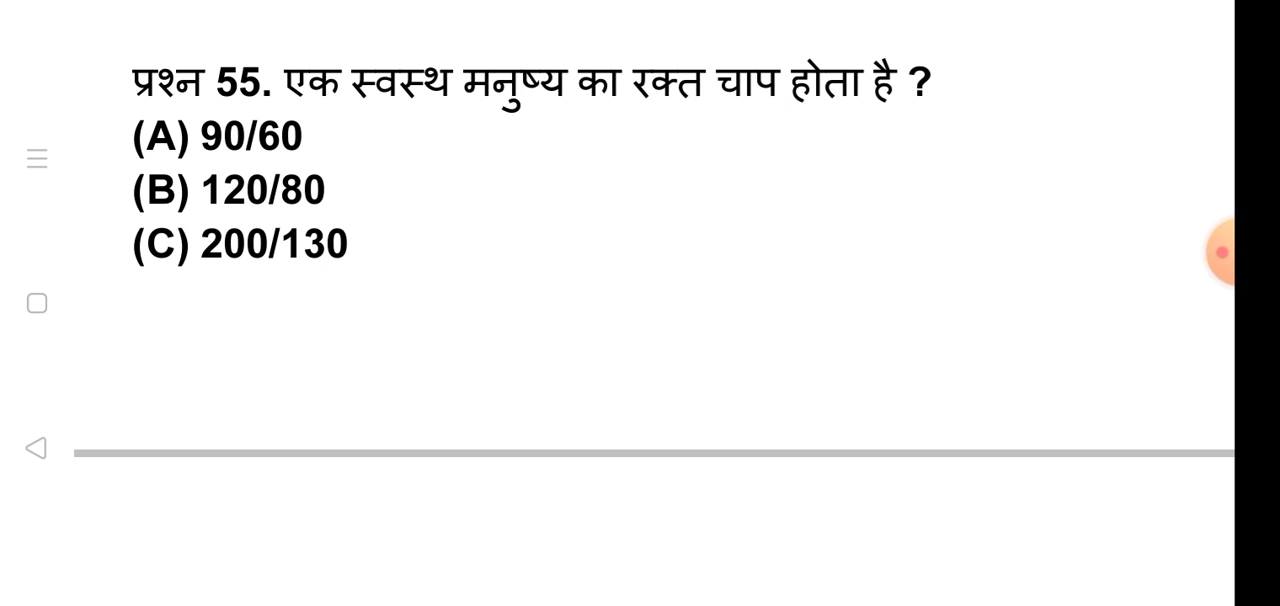 प्रश्न 55. एक स्वस्थ मनुष्य का रक्त चाप होता है ?
(A) 90/60
(B) 120/80
(C) 200/130